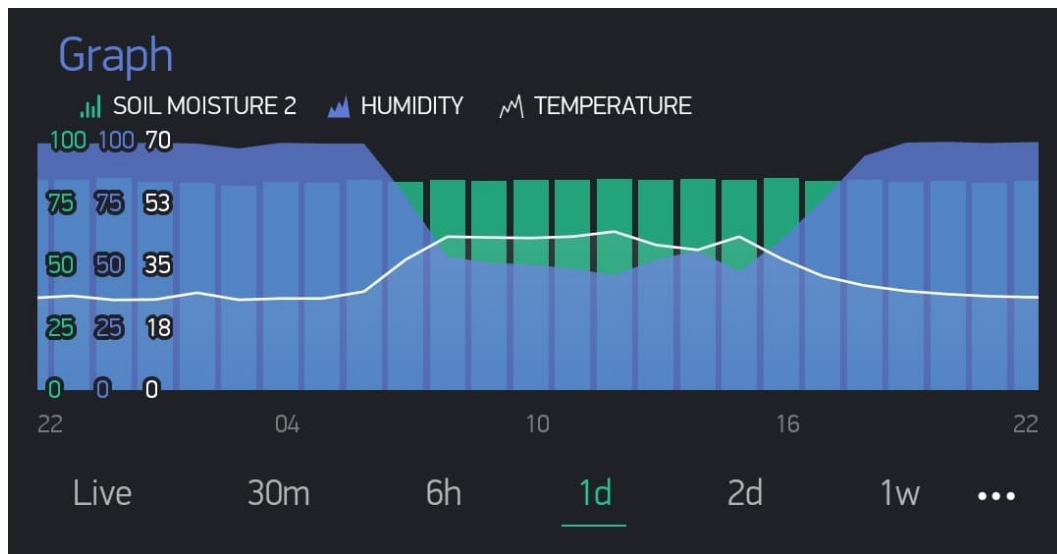 Graph
SOIL MOISTURE 2 HUMIDITY TEMPERATURE
100 100 70
75 75 53
50 50 35
25 25 18
0 0 0
22 04 10 16 22
Live 30m 6h 1d 2d 1w